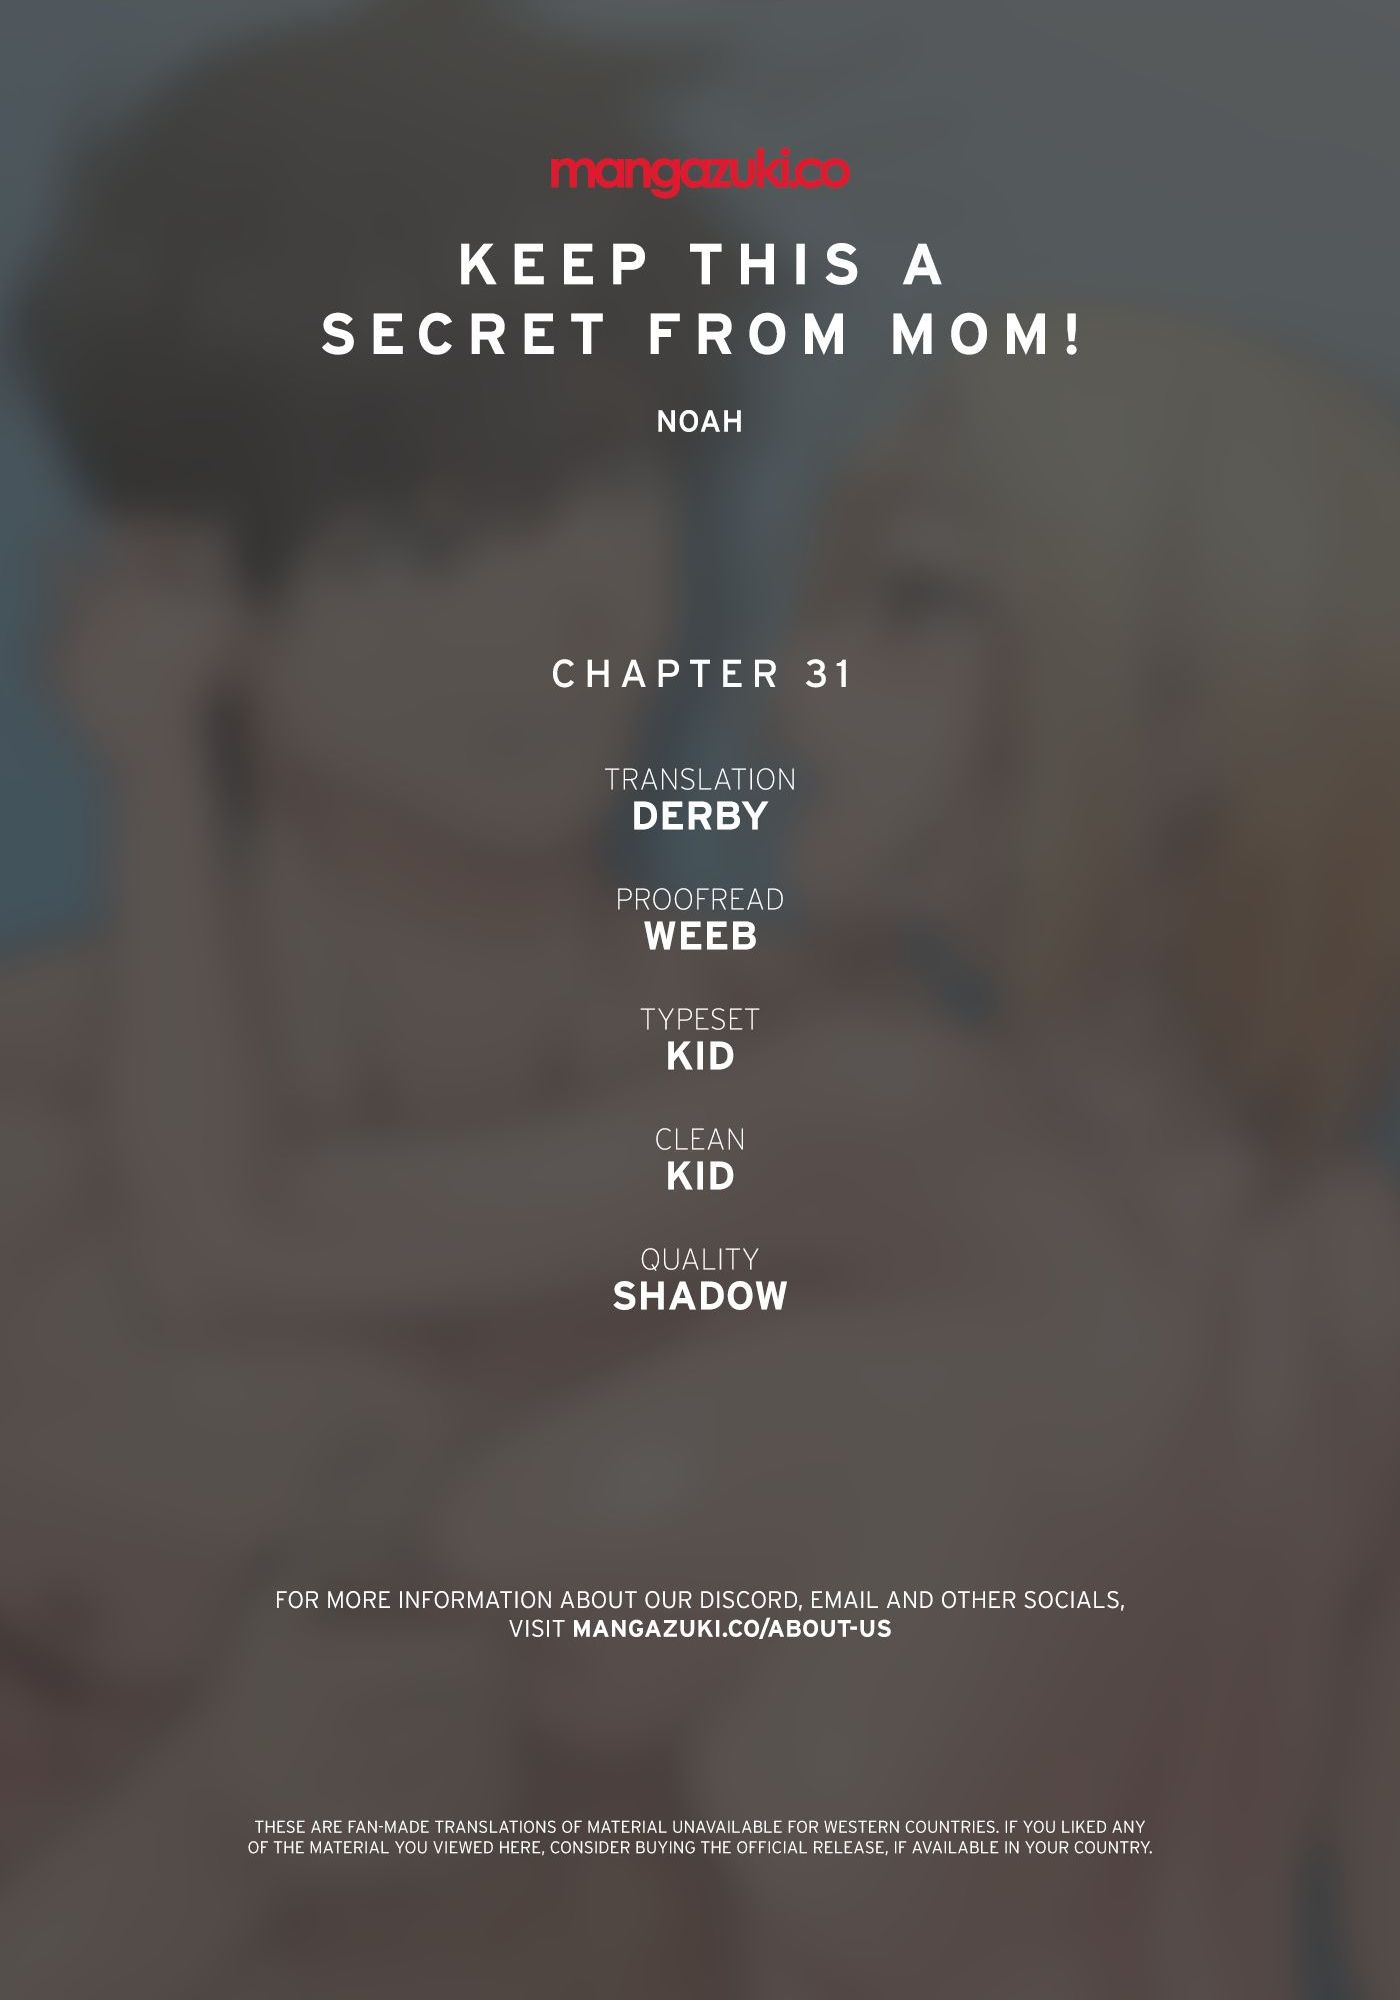 mangazuki.co
KEEP THIS A
SECRET FROM MOM!
NOAH
CHAPTER 31
TRANSLATION
DERBY
PROOFREAD
WEEB
TYPESET
KID
CLEAN
KID
QUALITY
SHADOW
FOR MORE INFORMATION ABOUT OUR DISCORD, EMAIL AND OTHER SOCIALS,
VISIT MANGAZUKI.CO/ABOUT-US
THESE ARE FAN-MADE TRANSLATIONS OF MATERIAL UNAVAILABLE FOR WESTERN COUNTRIES. IF YOU LIKED ANY
OF THE MATERIAL YOU VIEWED HERE, CONSIDER BUYING THE OFFICIAL RELEASE, IF AVAILABLE IN YOUR COUNTRY.